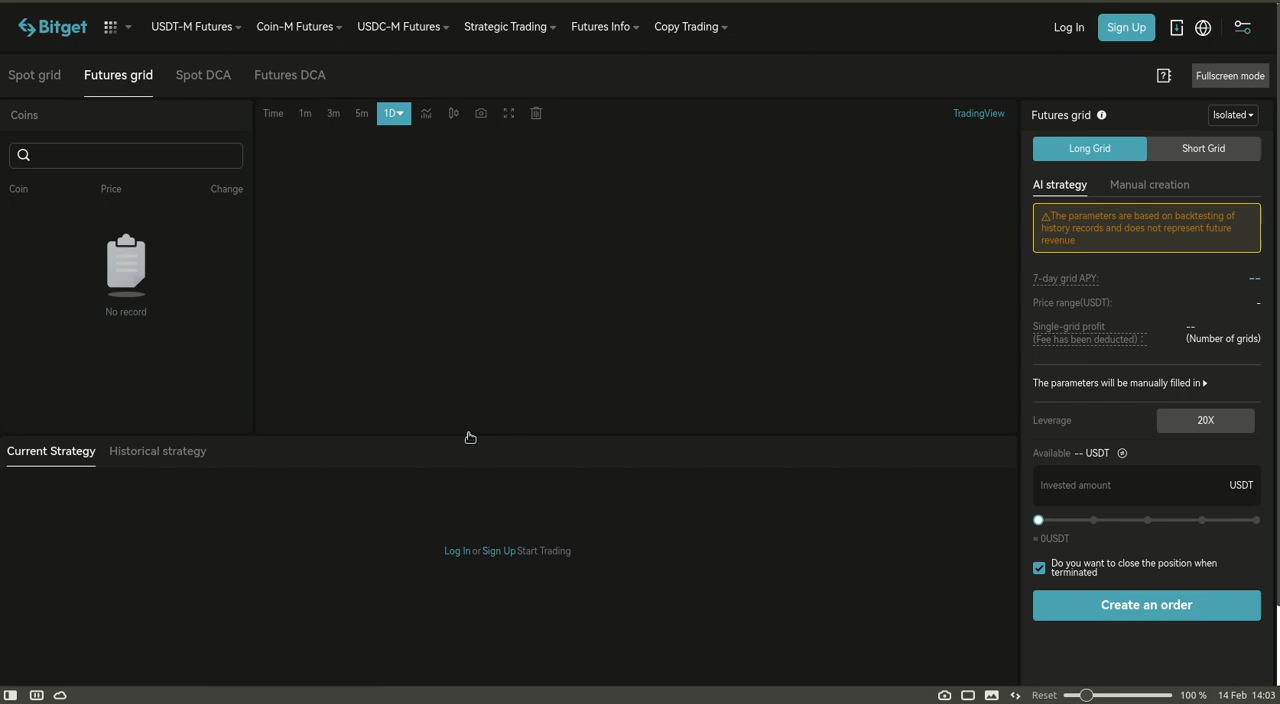 Bitget
USDT-M Futures
Coin-M Futures
USDC-M Futures
Strategic Trading
Futures Info
Copy Trading
Log In
Sign Up
Spot grid
Futures grid
Spot DCA
Futures DCA
Fullscreen mode
Coins
Coin Price Change
No record
Time 1m 3m 5m 1D
TradingView
Futures grid
Isolated
Long Grid
Short Grid
AI strategy
Manual creation
The parameters are based on backtesting of
history records and does not represent future
revenue
7-day grid APY: --
Price range(USDT): -
Single-grid profit --
(Fee has been deducted) : (Number of grids)
The parameters will be manually filled in
Leverage 20X
Available -- USDT
Invested amount USDT
≈ 0USDT
Do you want to close the position when
terminated
Create an order
Current Strategy
Historical strategy
Log In or Sign Up Start Trading
Reset 100 % 14 Feb 14:03